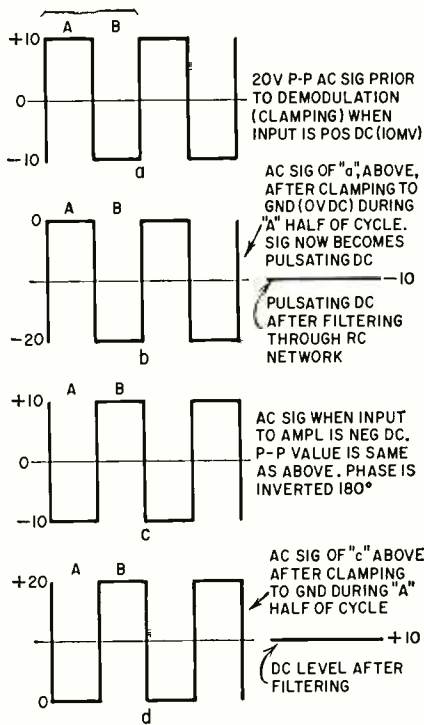 A B
+10
0
-10
a
20V P-P AC SIG PRIOR
TO DEMODULATION
(CLAMPING) WHEN
INPUT IS POS DC (10MV)
A B
0
-20
b
AC SIG OF "a", ABOVE,
AFTER CLAMPING TO
GND (0V DC) DURING
"A" HALF OF CYCLE.
SIG NOW BECOMES
PULSATING DC
-10
PULSATING DC
AFTER FILTERING
THROUGH RC
NETWORK
A B
+10
0
-10
c
AC SIG WHEN INPUT
TO AMPL IS NEG DC.
P-P VALUE IS SAME
AS ABOVE. PHASE IS
INVERTED 180°
A B
+20
0
d
AC SIG OF "c" ABOVE
AFTER CLAMPING
TO GND DURING "A"
HALF OF CYCLE
+10
DC LEVEL AFTER
FILTERING